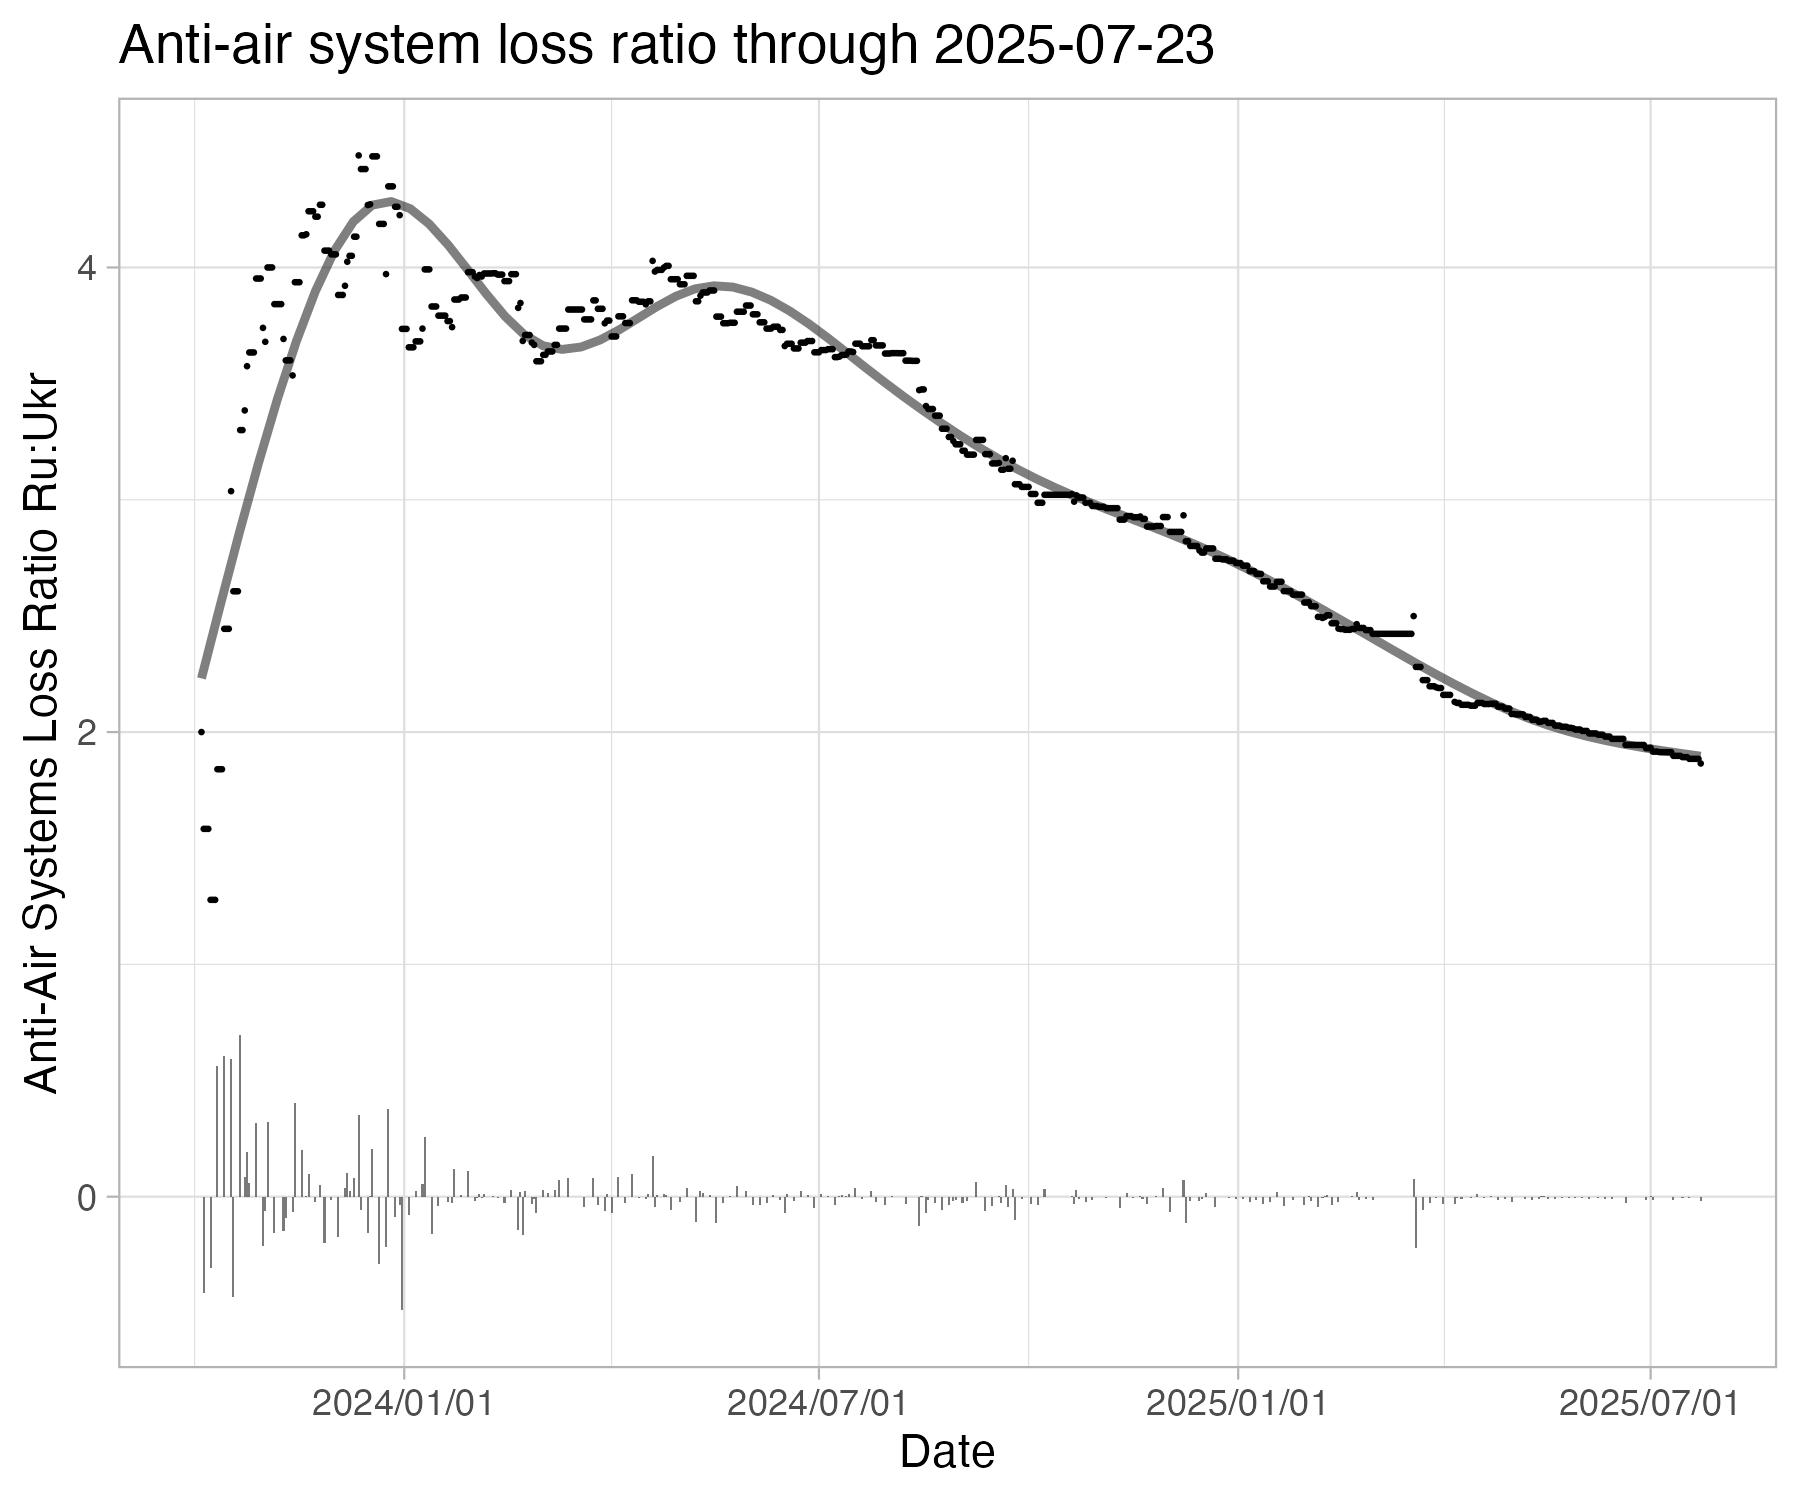 Anti-air system loss ratio through 2025-07-23
Anti-Air Systems Loss Ratio Ru:Ukr
4
2
0
2024/01/01
2024/07/01
2025/01/01
2025/07/01
Date